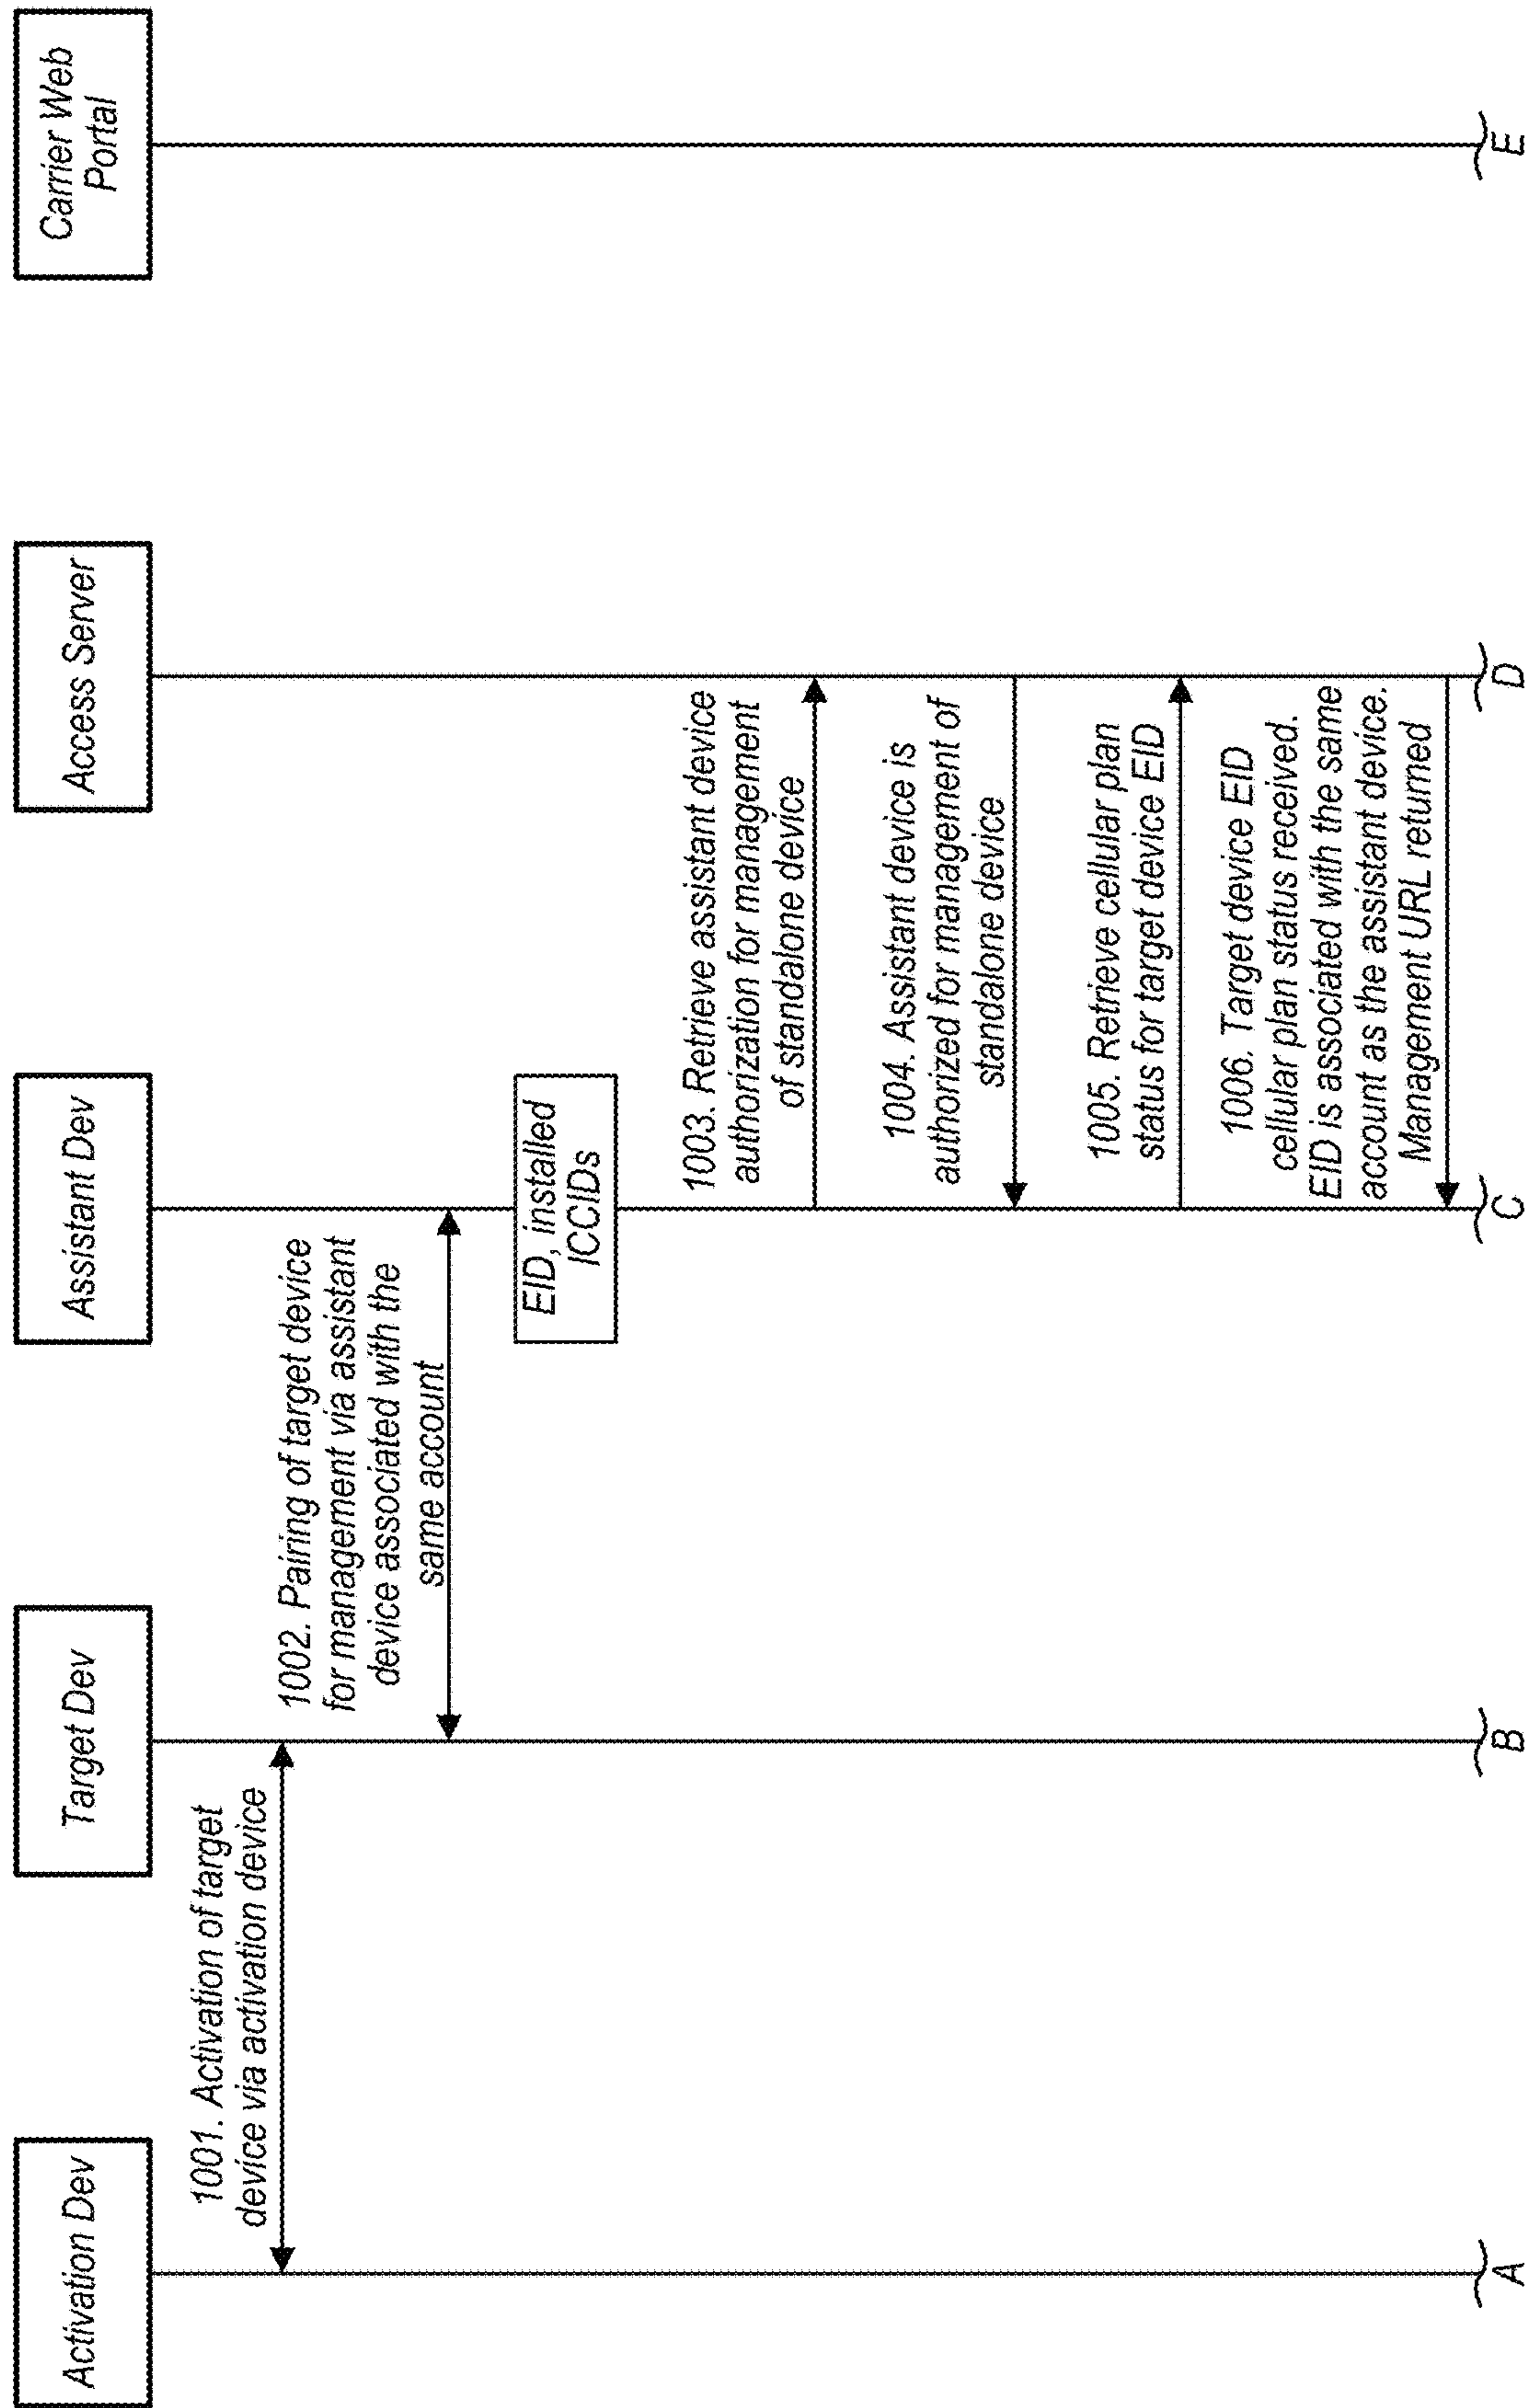 Activation Dev
Target Dev
Assistant Dev
Access Server
Carrier Web
Portal
1001. Activation of target
device via activation device
1002. Pairing of target device
for management via assistant
device associated with the
same account
EID, installed
ICCIDs
1003. Retrieve assistant device
authorization for management
of standalone device
1004. Assistant device is
authorized for management of
standalone device
1005. Retrieve cellular plan
status for target device EID
1006. Target device EID
cellular plan status received.
EID is associated with the same
account as the assistant device.
Management URL returned
A
B
C
D
E